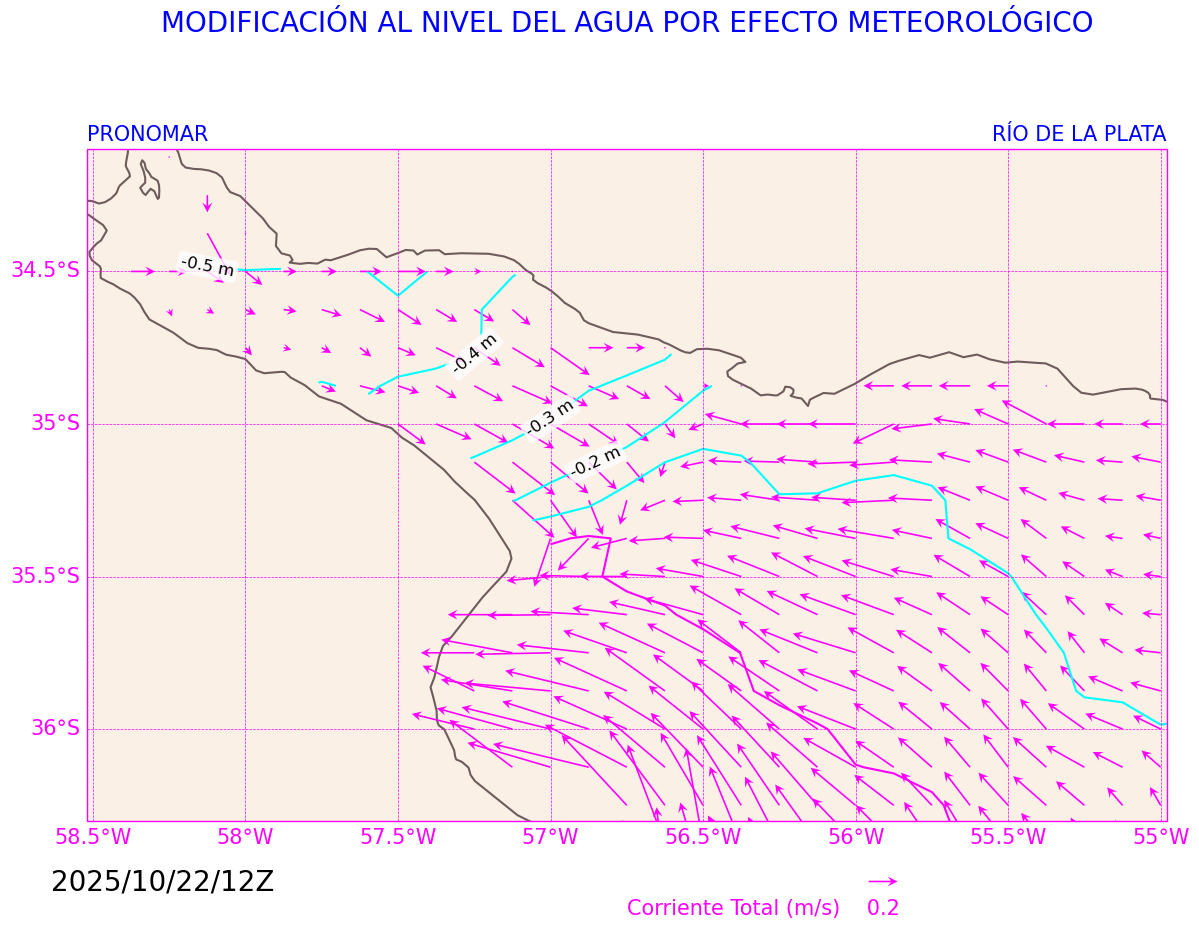 MODIFICACIÓN AL NIVEL DEL AGUA POR EFECTO METEOROLÓGICO
PRONOMAR RÍO DE LA PLATA
34.5°S
35°S
35.5°S
36°S
-0.5 m
-0.4 m
-0.3 m
-0.2 m
58.5°W 58°W 57.5°W 57°W 56.5°W 56°W 55.5°W 55°W
2025/10/22/12Z
Corriente Total (m/s) 0.2